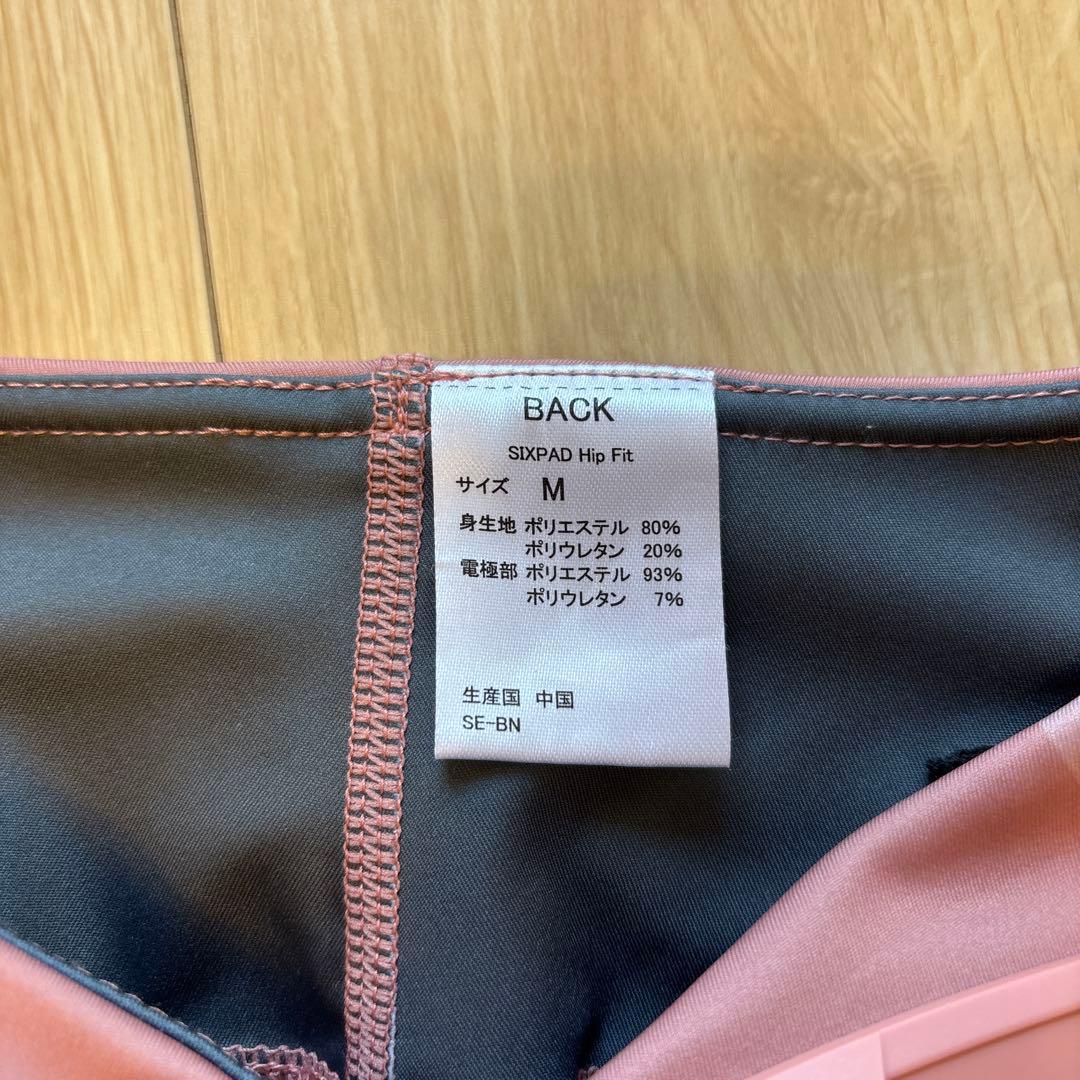 BACK
SIXPAD Hip Fit
サイズ M
身生地 ポリエステル 80%
ポリウレタン 20%
電極部 ポリエステル 93%
ポリウレタン 7%
生産国 中国
SE-BN